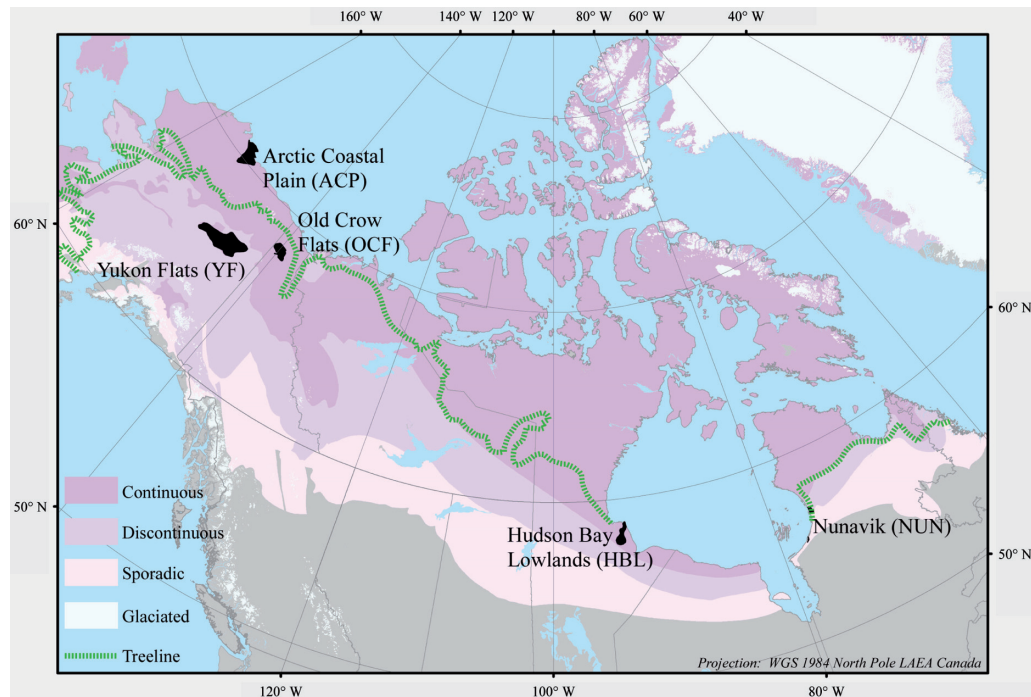 160° W
140° W
120° W
100° W
80° W
60° W
40° W
Arctic Coastal
Plain (ACP)
Old Crow
Flats (OCF)
60° N
Yukon Flats (YF)
60° N
Continuous
50° N
Discontinuous
Hudson Bay
Lowlands (HBL)
Nunavik (NUN)
50° N
Sporadic
Glaciated
Treeline
Projection: WGS 1984 North Pole LAEA Canada
120° W
100° W
80° W